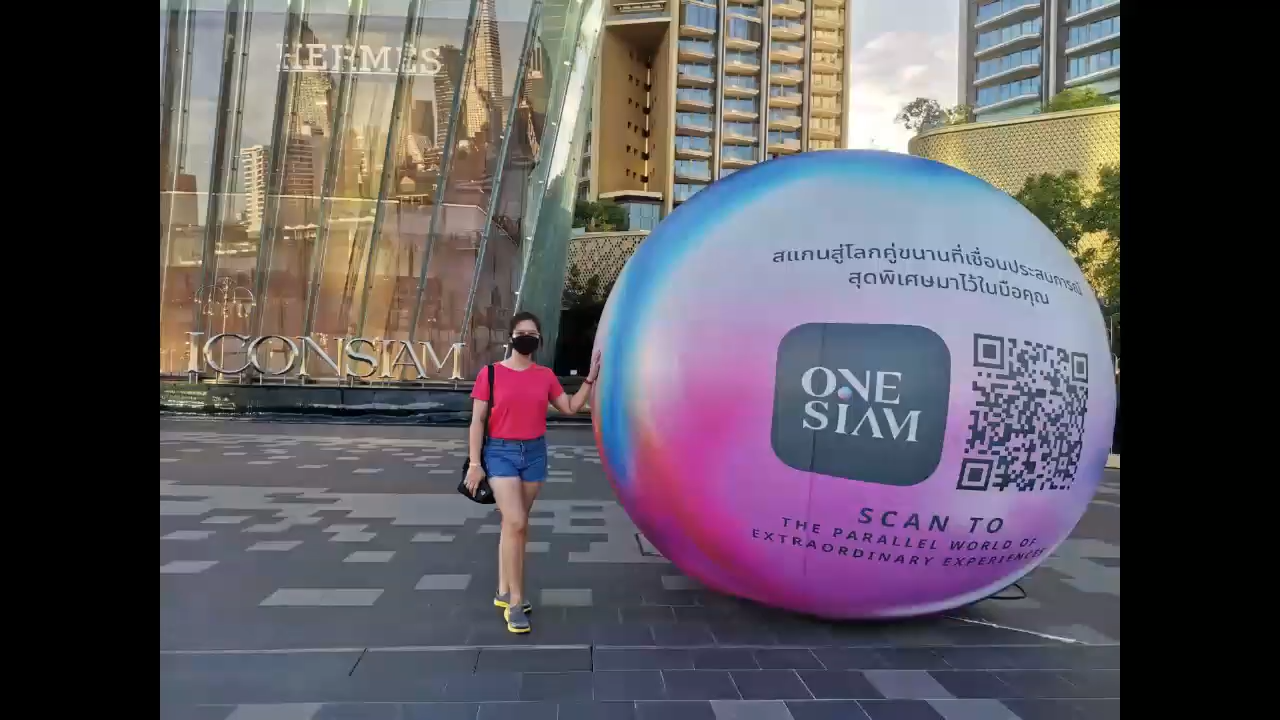 HERMES
ICONSIAM
สแกนสู่โลกคู่ขนานที่เชื่อมประสบการณ์
สุดพิเศษมาไว้ในมือคุณ
ONE
SIAM
SCAN TO
THE PARALLEL WORLD OF
EXTRAORDINARY EXPERIENCES